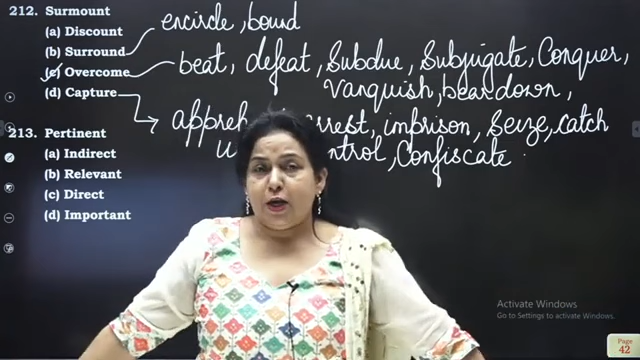 212. Surmount
encircle, bound
(a) Discount
(b) Surround
(c) Overcome
beat, defeat, Subdue, Subjugate, Conquer,
Vanquish, bear down,
(d) Capture
arrest, imprison, Seize, catch
Confiscate
213. Pertinent
(a) Indirect
(b) Relevant
(c) Direct
(d) Important
Activate Windows
Go to Settings to activate Windows.
Page
42